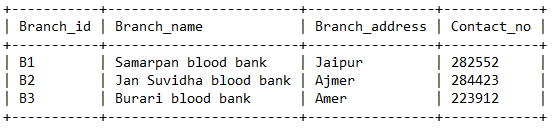 +-----------+-------------------------+----------------+------------+
| Branch_id | Branch_name             | Branch_address | Contact_no |
+-----------+-------------------------+----------------+------------+
| B1        | Samarpan blood bank     | Jaipur         | 282552     |
| B2        | Jan Suvidha blood bank  | Ajmer          | 284423     |
| B3        | Burari blood bank       | Amer           | 223912     |
+-----------+-------------------------+----------------+------------+